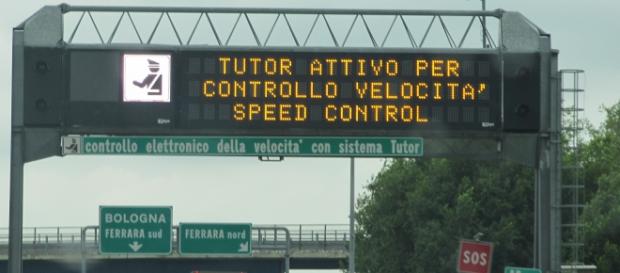 TUTOR ATTIVO PER
CONTROLLO VELOCITA'
SPEED CONTROL
controllo elettronico della velocita' con sistema Tutor
BOLOGNA
FERRARA sud
FERRARA nord
SOS